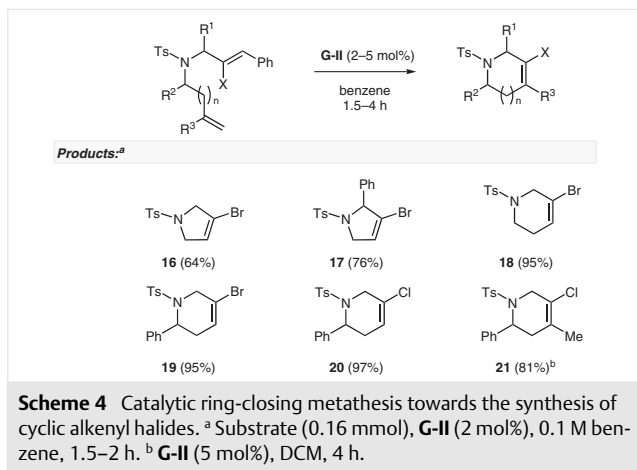 R¹ R¹
Ts N Ph G-II (2–5 mol%) Ts N X
X benzene
R² ( )n 1.5–4 h R² ( )n R³
R³
Products:ᵃ
Ph
Ts N Br Ts N Br Ts N Br
16 (64%) 17 (76%) 18 (95%)
Ts N Br Ts N Cl Ts N Cl
Ph Ph Ph Me
19 (95%) 20 (97%) 21 (81%)ᵇ
Scheme 4 Catalytic ring-closing metathesis towards the synthesis of
cyclic alkenyl halides. ᵃ Substrate (0.16 mmol), G-II (2 mol%), 0.1 M ben-
zene, 1.5–2 h. ᵇ G-II (5 mol%), DCM, 4 h.